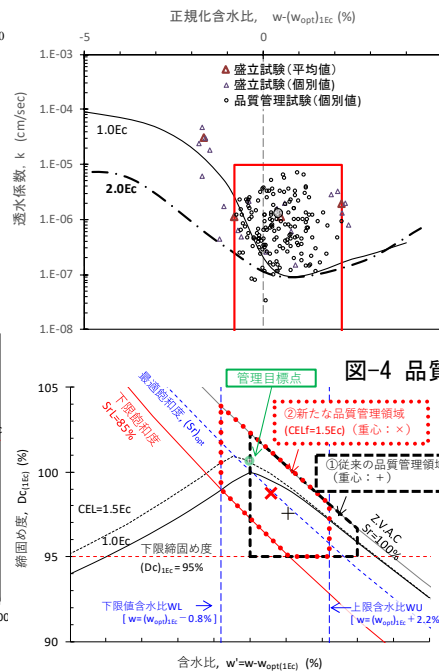 正規化含水比, w-(wopt)1Ec (%)
-5
0
1.E-03
1.E-04
1.E-05
1.E-06
1.E-07
1.E-08
透水係数, k (cm/sec)
盛立試験(平均値)
盛立試験(個別値)
品質管理試験(個別値)
1.0Ec
2.0Ec
図-4 品質
管理目標点
105
100
95
90
締固め度, Dc(1Ec) (%)
最適飽和度, (Sr)opt
下限飽和度
SrL=85%
②新たな品質管理領域
(CELf=1.5Ec) (重心:×)
①従来の品質管理領域
(重心:+)
CEL=1.5Ec
1.0Ec
Z.V.A.C
Sr=100%
下限締固め度
(Dc)1Ec = 95%
下限値含水比WL
[ w=(wopt)1Ec − 0.8%]
上限含水比WU
[ w=(wopt)1Ec + 2.2%]
含水比, w'=w-wopt(1Ec) (%)